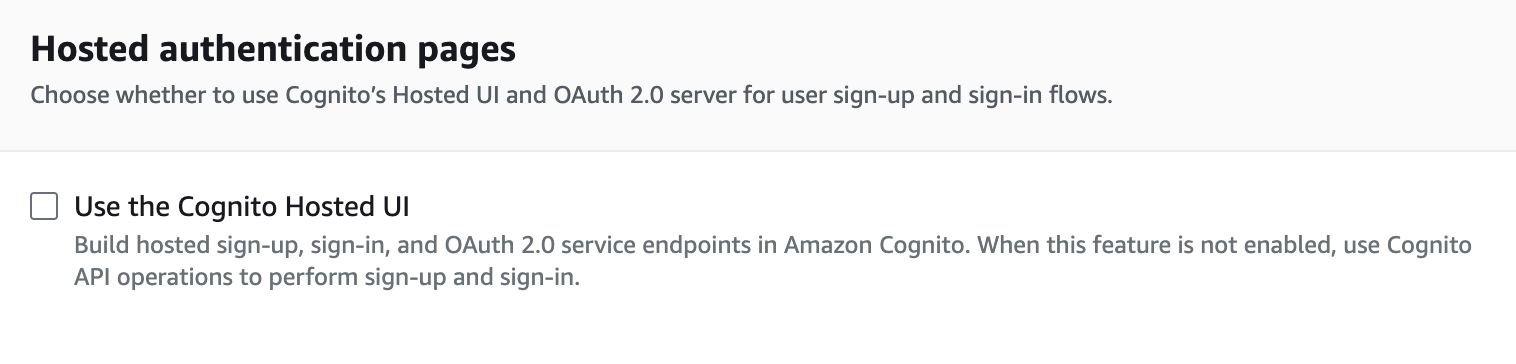 Hosted authentication pages
Choose whether to use Cognito’s Hosted UI and OAuth 2.0 server for user sign-up and sign-in flows.
Use the Cognito Hosted UI
Build hosted sign-up, sign-in, and OAuth 2.0 service endpoints in Amazon Cognito. When this feature is not enabled, use Cognito
API operations to perform sign-up and sign-in.